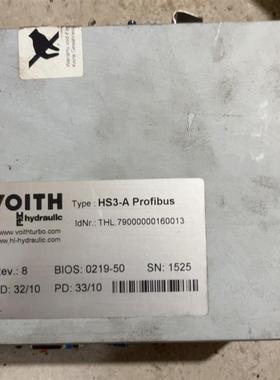 VOITH
Type : HS3-A Profibus
hydraulic
IdNr.: THL.79000000160013
www.voithturbo.com
www.hl-hydraulic.com
ev.: 8 BIOS: 0219-50 SN: 1525
D: 32/10 PD: 33/10